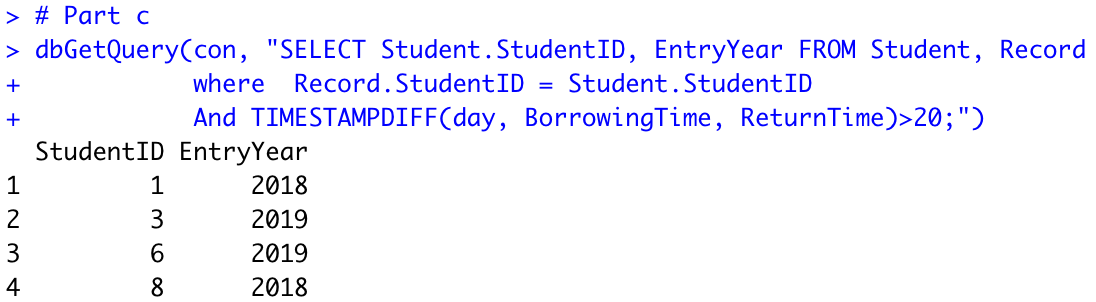 > # Part c
> dbGetQuery(con, "SELECT Student.StudentID, EntryYear FROM Student, Record
+            where  Record.StudentID = Student.StudentID
+            And TIMESTAMPDIFF(day, BorrowingTime, ReturnTime)>20;")
  StudentID EntryYear
1         1      2018
2         3      2019
3         6      2019
4         8      2018